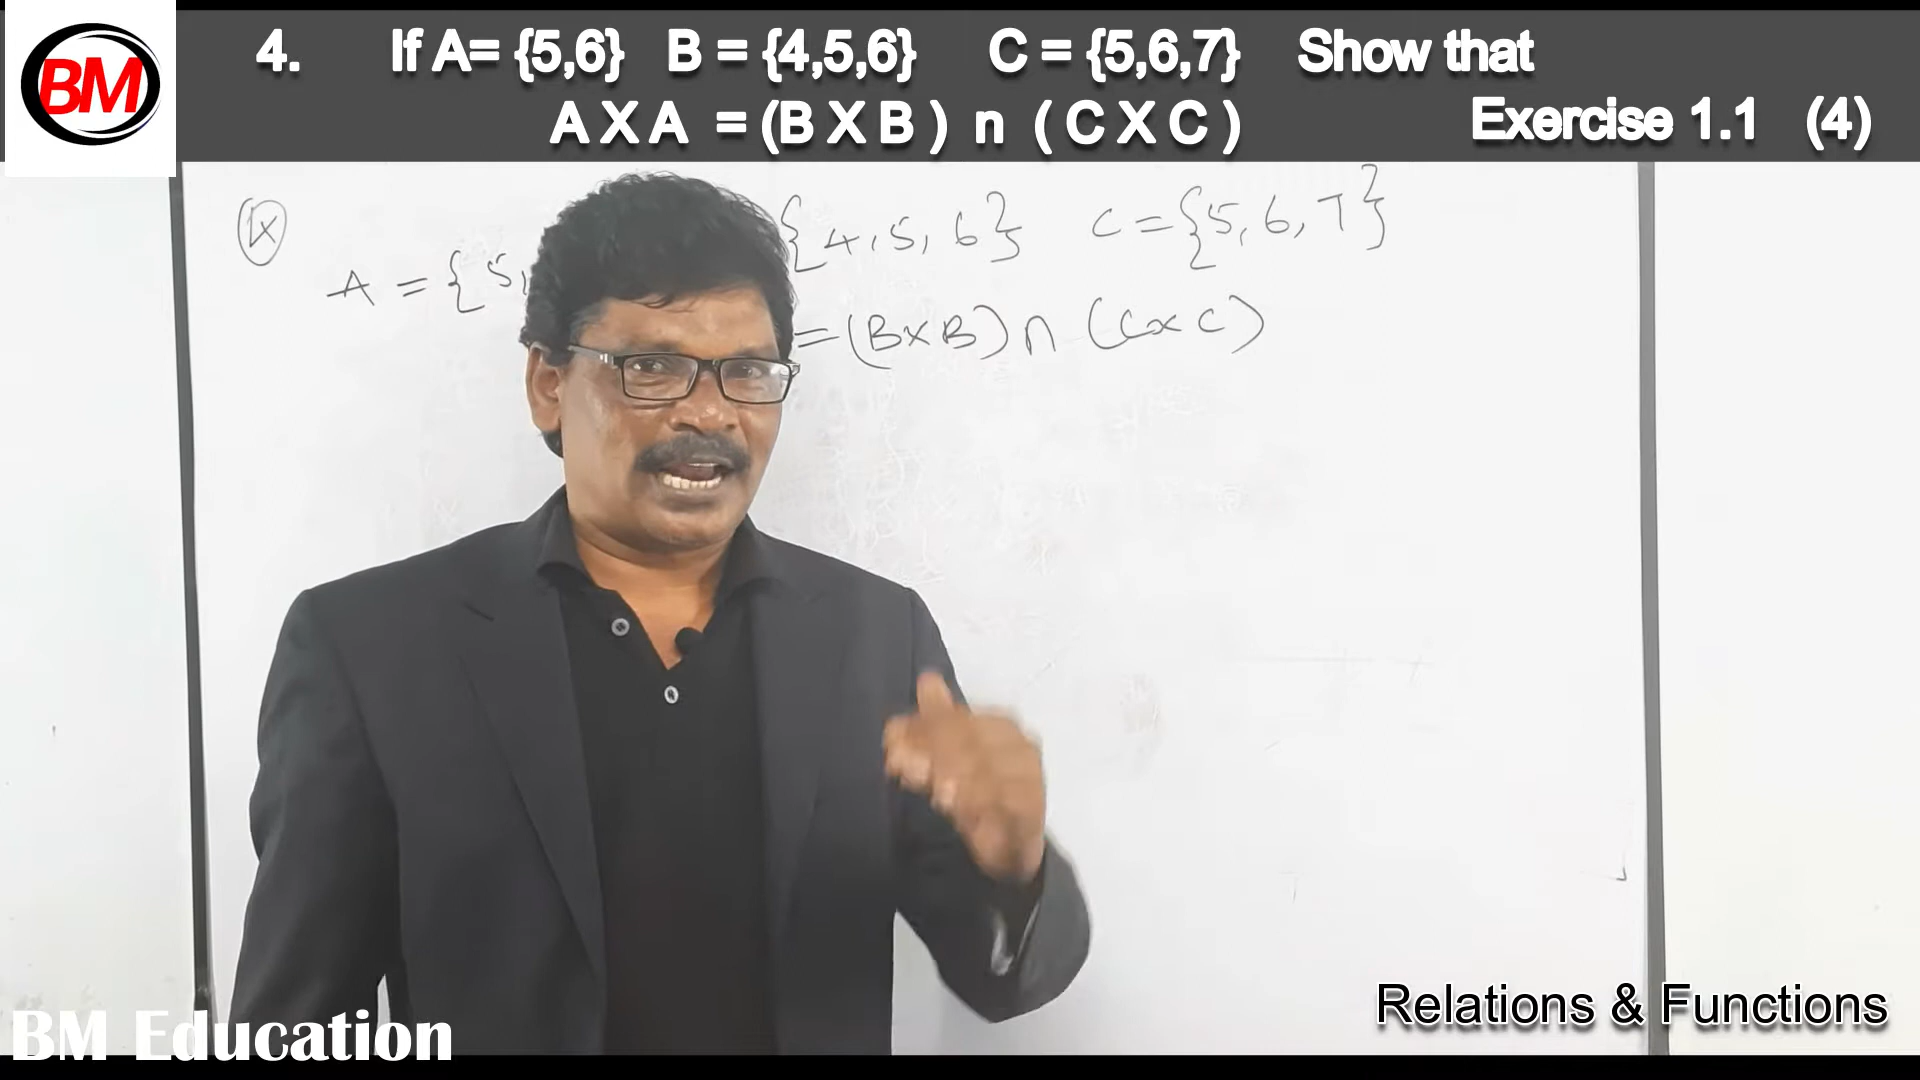 BM
4. If A= {5,6} B = {4,5,6} C = {5,6,7} Show that
A X A = (B X B ) n ( C X C )
Exercise 1.1 (4)
A = {5, {4,5,6} C = {5,6,7}
= (B×B) ∩ (C×C)
Relations & Functions
BM Education